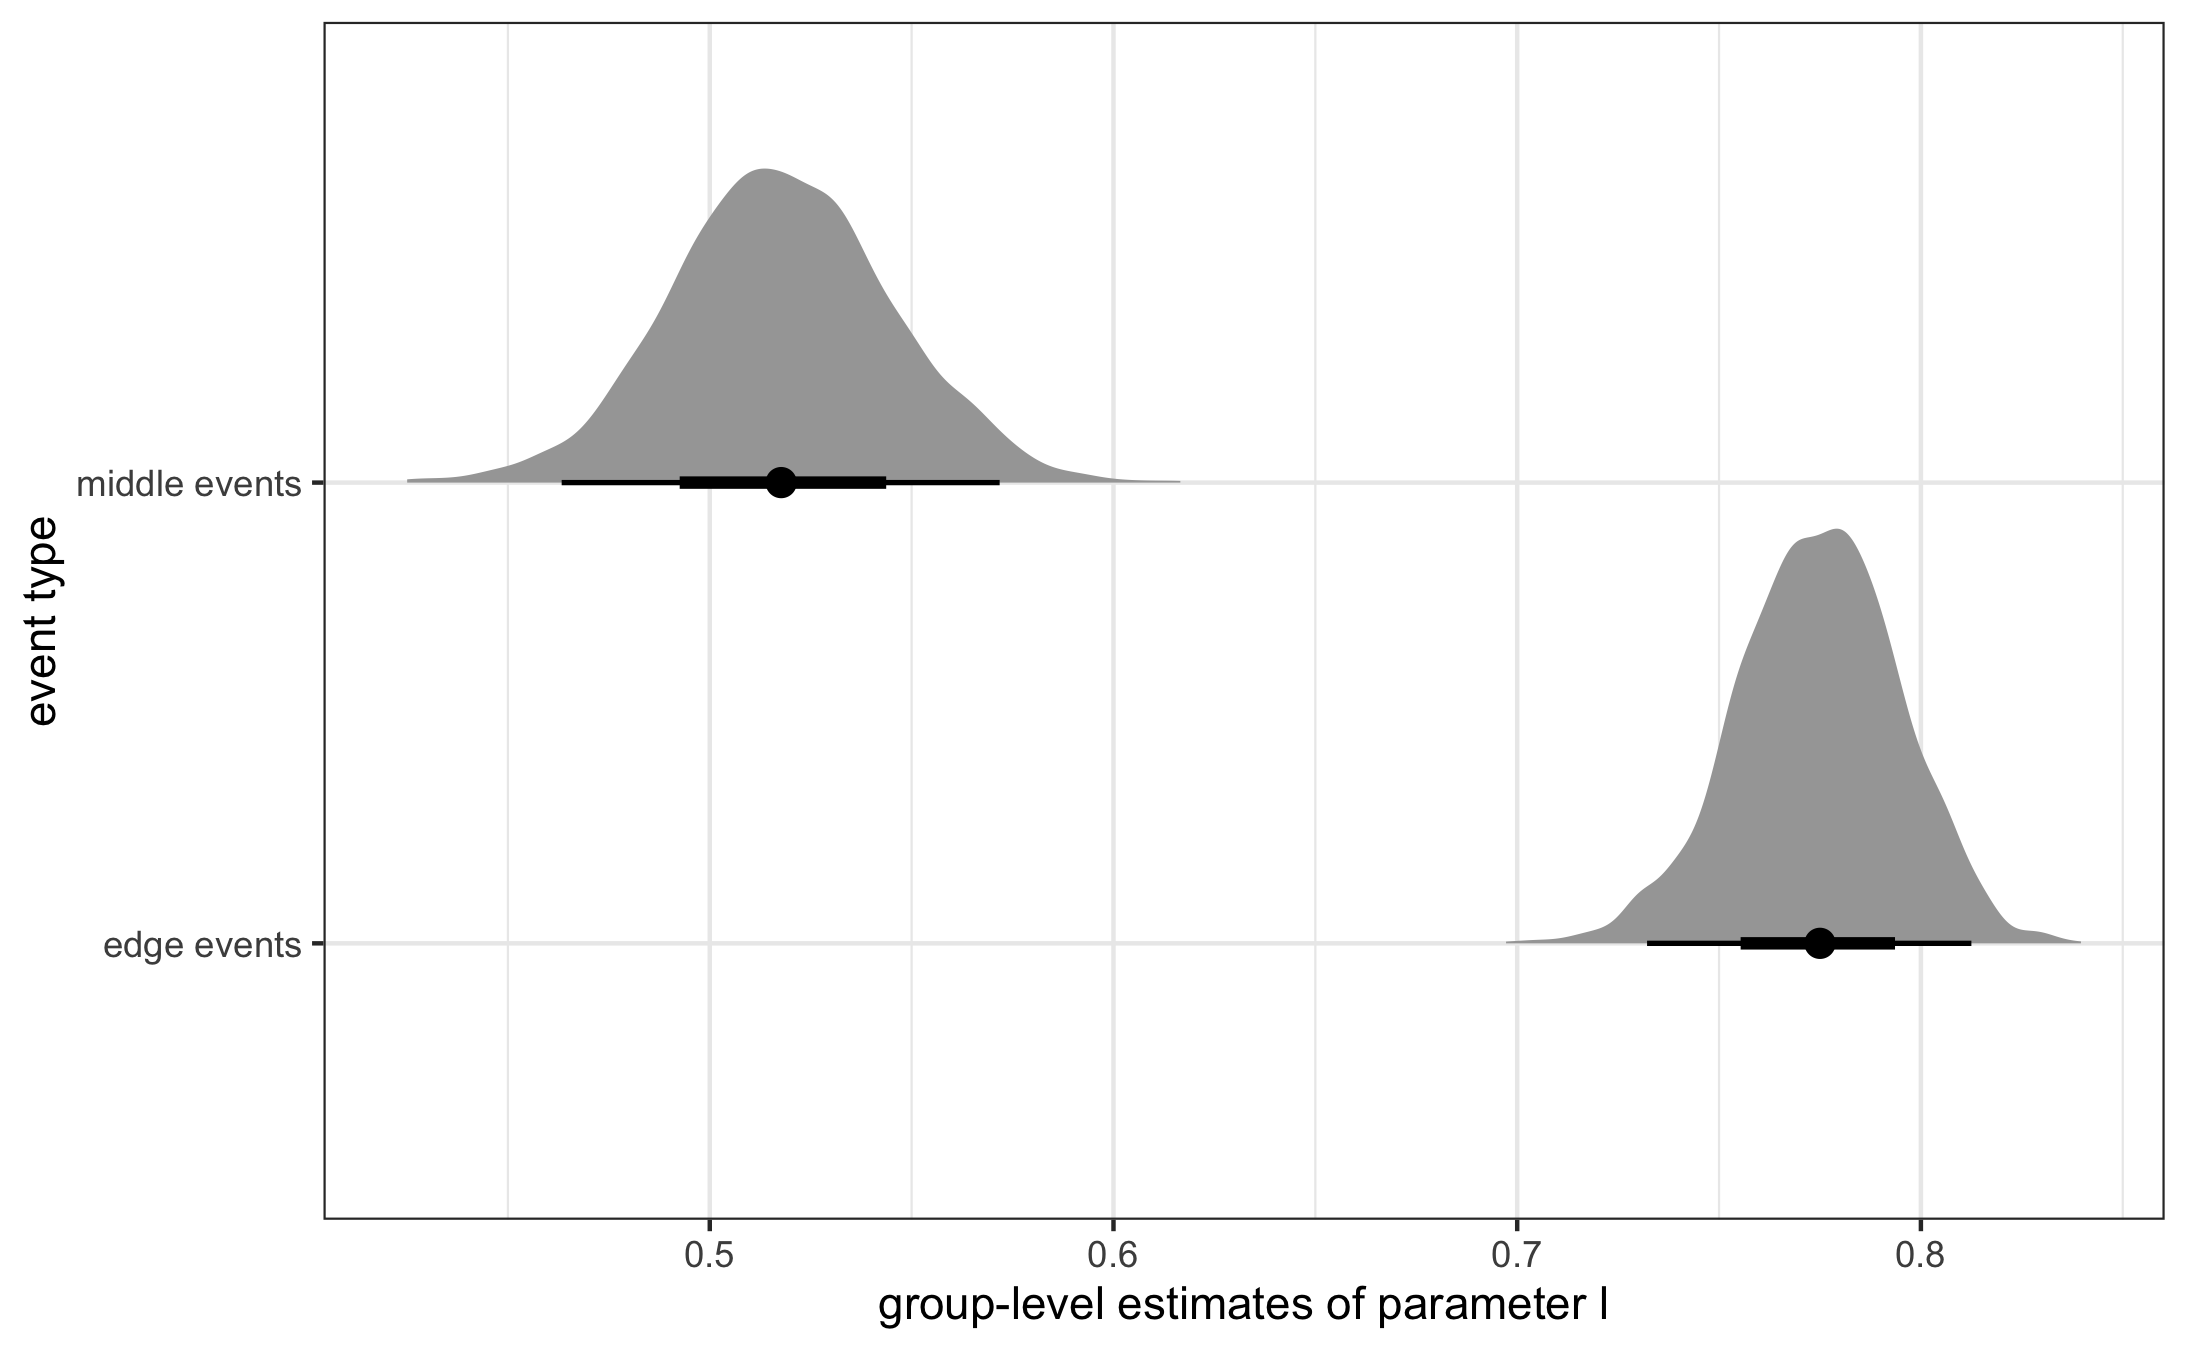 event type
middle events
edge events
0.5 0.6 0.7 0.8
group-level estimates of parameter l